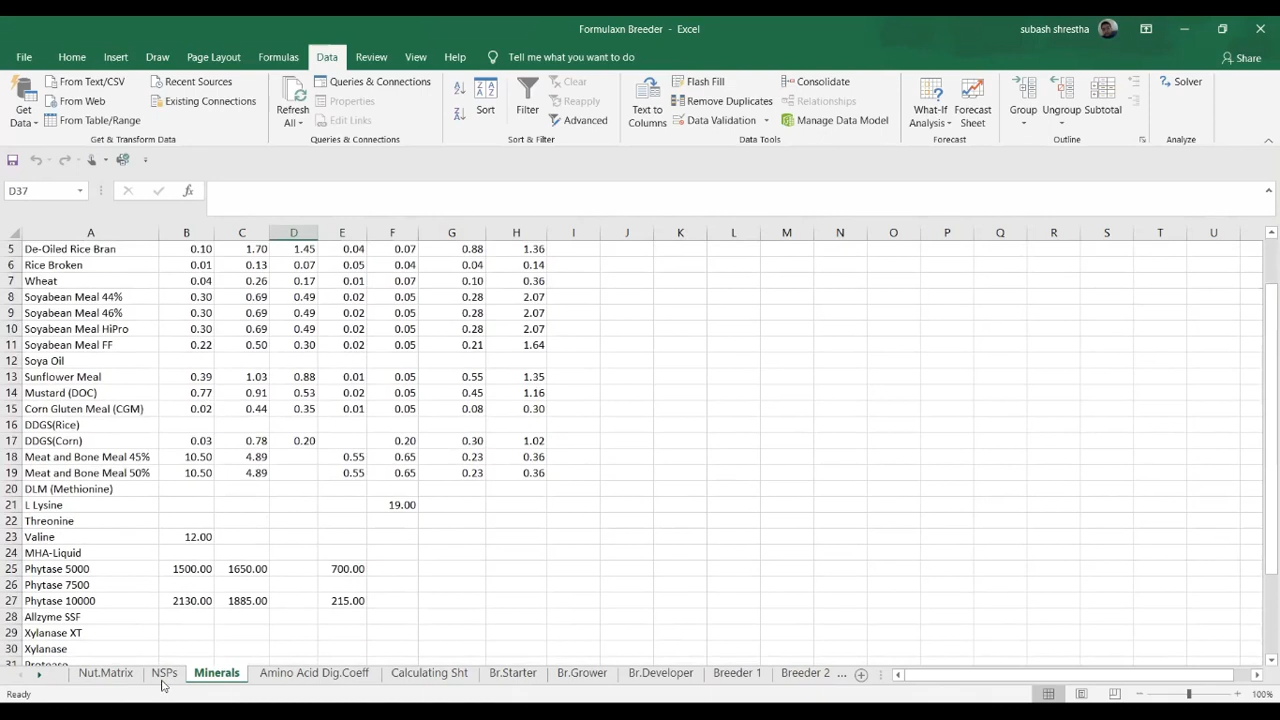 Formulaxn Breeder - Excel
subash shrestha
File Home Insert Draw Page Layout Formulas Data Review View Help Tell me what you want to do Share
Get Data
From Text/CSV
From Web
From Table/Range
Recent Sources
Existing Connections
Get & Transform Data
Refresh All
Queries & Connections
Properties
Edit Links
Queries & Connections
Sort
Filter
Clear
Reapply
Advanced
Sort & Filter
Text to Columns
Flash Fill
Remove Duplicates
Data Validation
Consolidate
Relationships
Manage Data Model
Data Tools
What-If Analysis
Forecast Sheet
Forecast
Group
Ungroup
Subtotal
Outline
Solver
Analyze
D37
fx
A B C D E F G H I J K L M N O P Q R S T U
5 De-Oiled Rice Bran 0.10 1.70 1.45 0.04 0.07 0.88 1.36
6 Rice Broken 0.01 0.13 0.07 0.05 0.04 0.04 0.14
7 Wheat 0.04 0.26 0.17 0.01 0.07 0.10 0.36
8 Soyabean Meal 44% 0.30 0.69 0.49 0.02 0.05 0.28 2.07
9 Soyabean Meal 46% 0.30 0.69 0.49 0.02 0.05 0.28 2.07
10 Soyabean Meal HiPro 0.30 0.69 0.49 0.02 0.05 0.28 2.07
11 Soyabean Meal FF 0.22 0.50 0.30 0.02 0.05 0.21 1.64
12 Soya Oil
13 Sunflower Meal 0.39 1.03 0.88 0.01 0.05 0.55 1.35
14 Mustard (DOC) 0.77 0.91 0.53 0.02 0.05 0.45 1.16
15 Corn Gluten Meal (CGM) 0.02 0.44 0.35 0.01 0.05 0.08 0.30
16 DDGS(Rice)
17 DDGS(Corn) 0.03 0.78 0.20 0.20 0.30 1.02
18 Meat and Bone Meal 45% 10.50 4.89 0.55 0.65 0.23 0.36
19 Meat and Bone Meal 50% 10.50 4.89 0.55 0.65 0.23 0.36
20 DLM (Methionine)
21 L Lysine 19.00
22 Threonine
23 Valine 12.00
24 MHA-Liquid
25 Phytase 5000 1500.00 1650.00 700.00
26 Phytase 7500
27 Phytase 10000 2130.00 1885.00 215.00
28 Allzyme SSF
29 Xylanase XT
30 Xylanase
31 Protease
Nut.Matrix NSPs Minerals Amino Acid Dig.Coeff Calculating Sht Br.Starter Br.Grower Br.Developer Breeder 1 Breeder 2 ...
Ready
100%